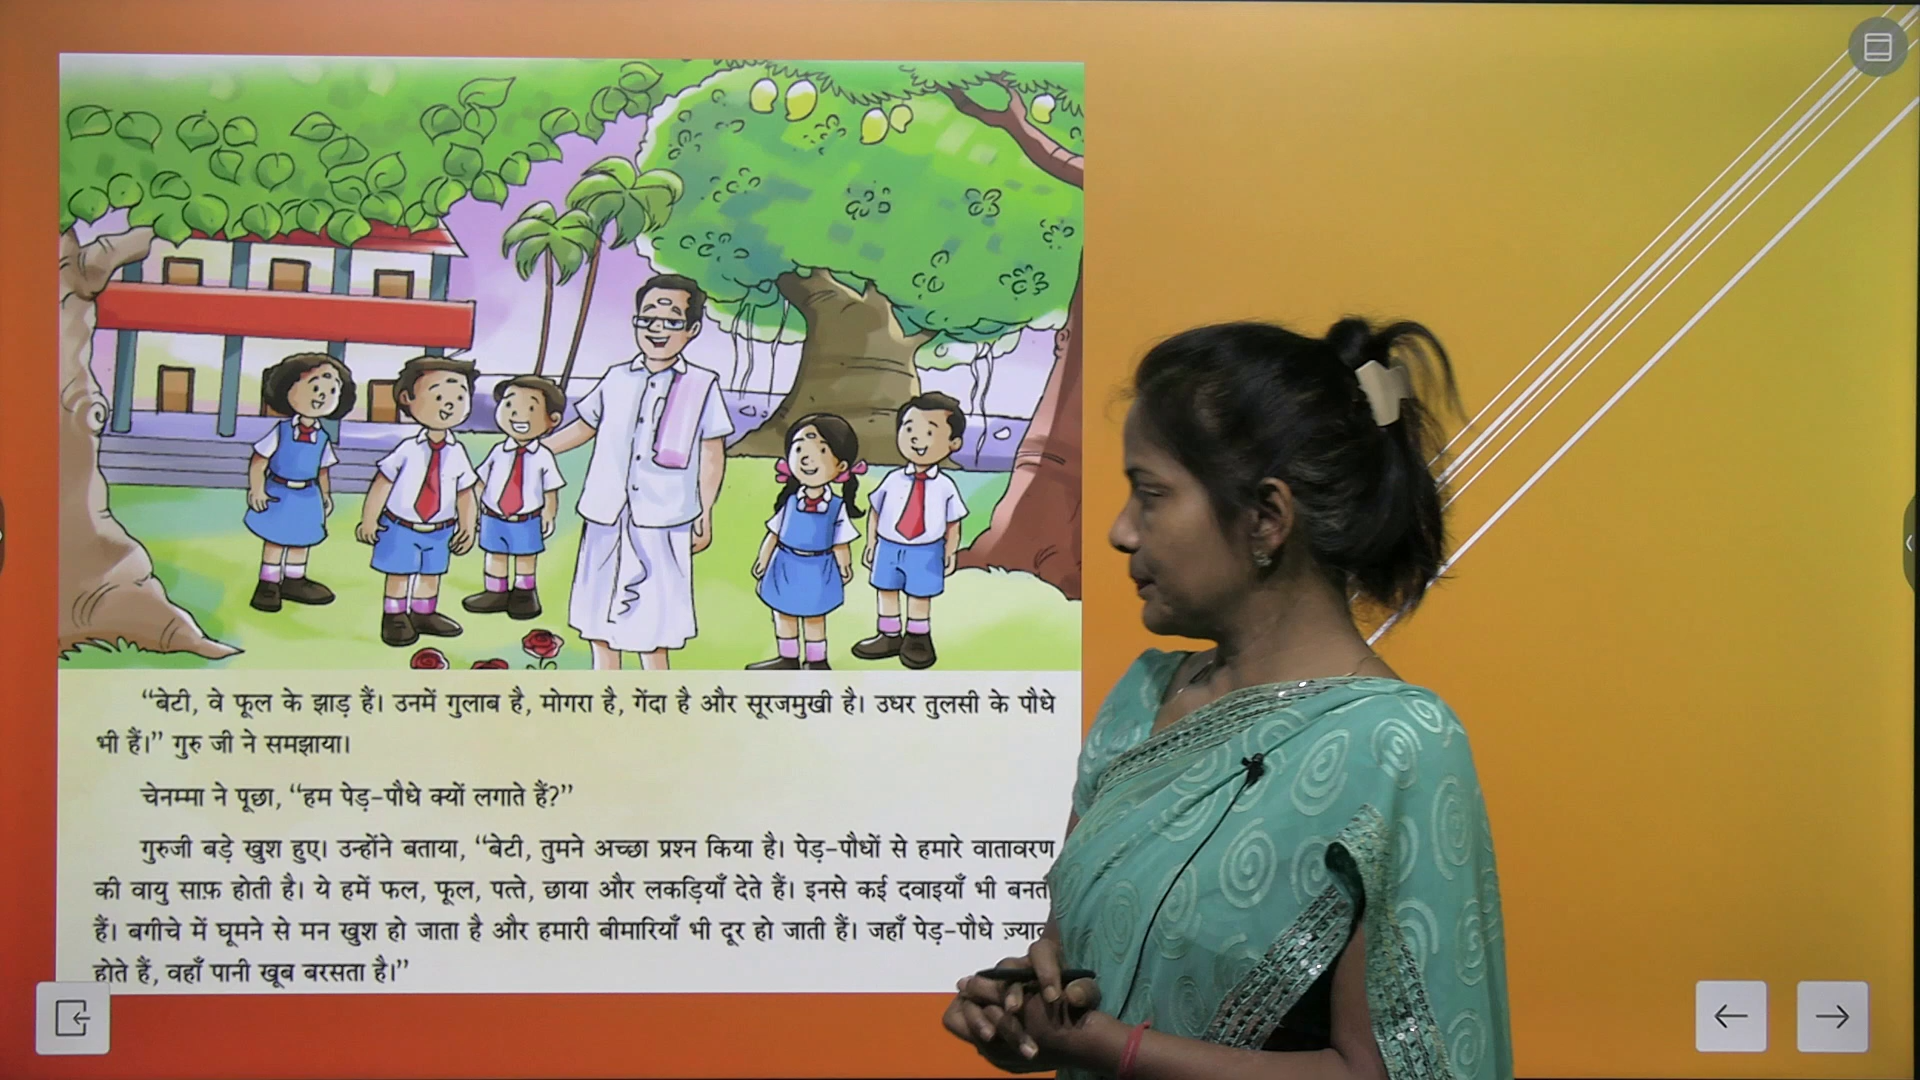 “बेटी, वे फूल के झाड़ हैं। उनमें गुलाब है, मोगरा है, गेंदा है और सूरजमुखी है। उधर तुलसी के पौधे
भी हैं।” गुरु जी ने समझाया।
चेनम्मा ने पूछा, “हम पेड़-पौधे क्यों लगाते हैं?”
गुरुजी बड़े खुश हुए। उन्होंने बताया, “बेटी, तुमने अच्छा प्रश्न किया है। पेड़-पौधों से हमारे वातावरण
की वायु साफ़ होती है। ये हमें फल, फूल, पत्ते, छाया और लकड़ियाँ देते हैं। इनसे कई दवाइयाँ भी
हैं। बगीचे में घूमने से मन खुश हो जाता है और हमारी बीमारियाँ भी दूर हो जाती हैं। जहाँ पेड़-पौधे
होते हैं, वहाँ पानी खूब बरसता है।”